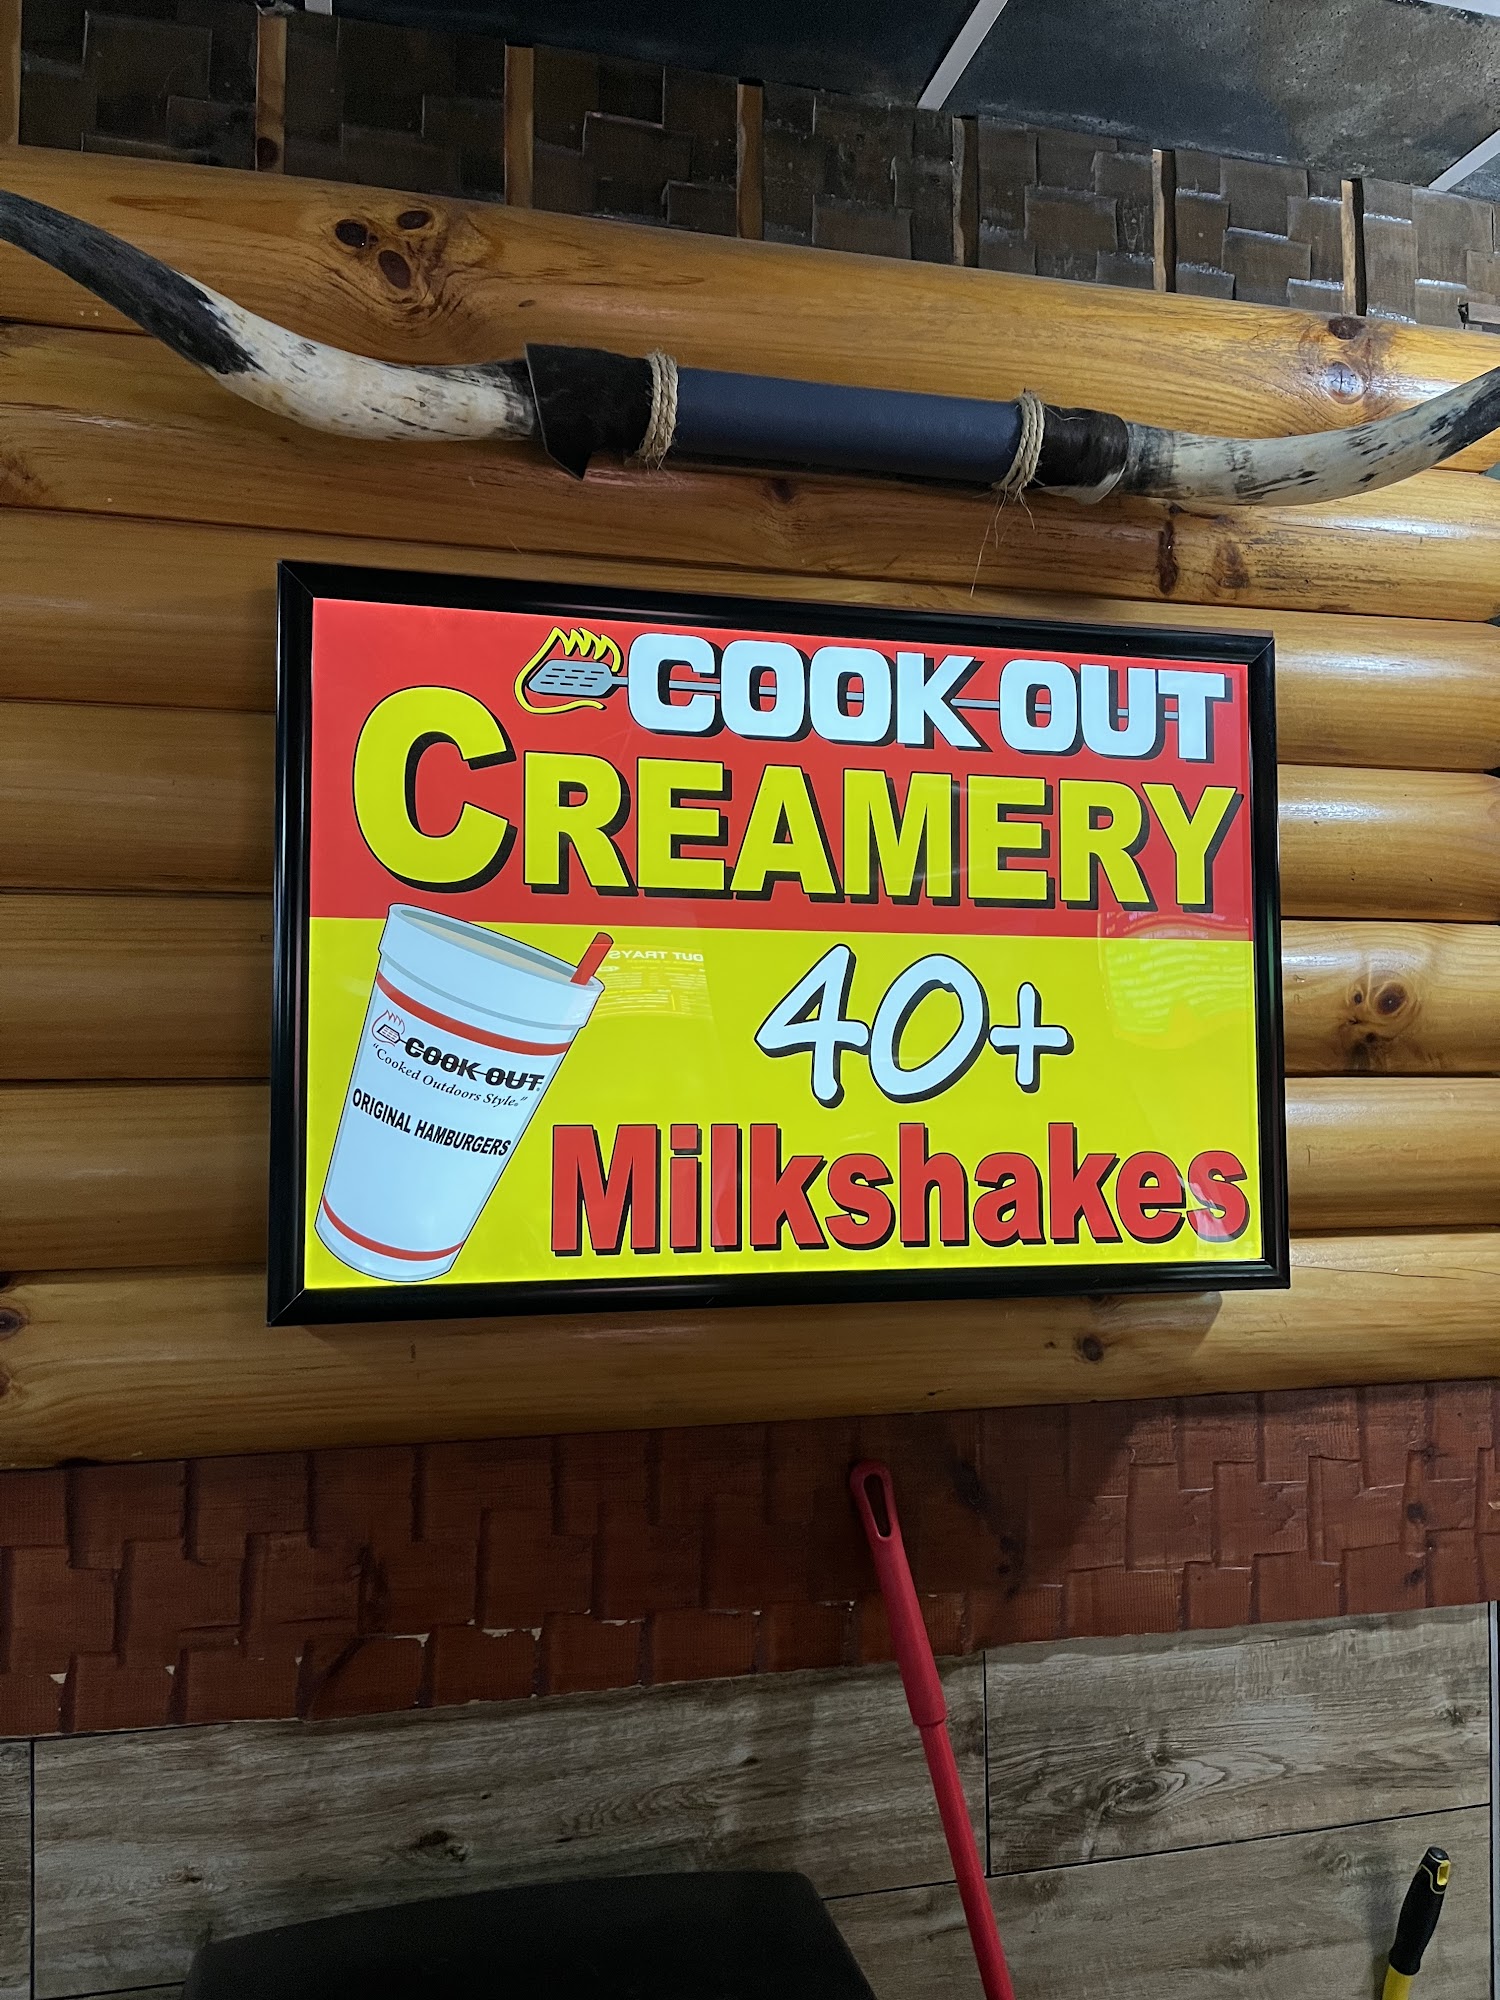 COOK OUT
CREAMERY
40+
Milkshakes
COOK OUT
"Cooked Outdoors Style."
ORIGINAL HAMBURGERS